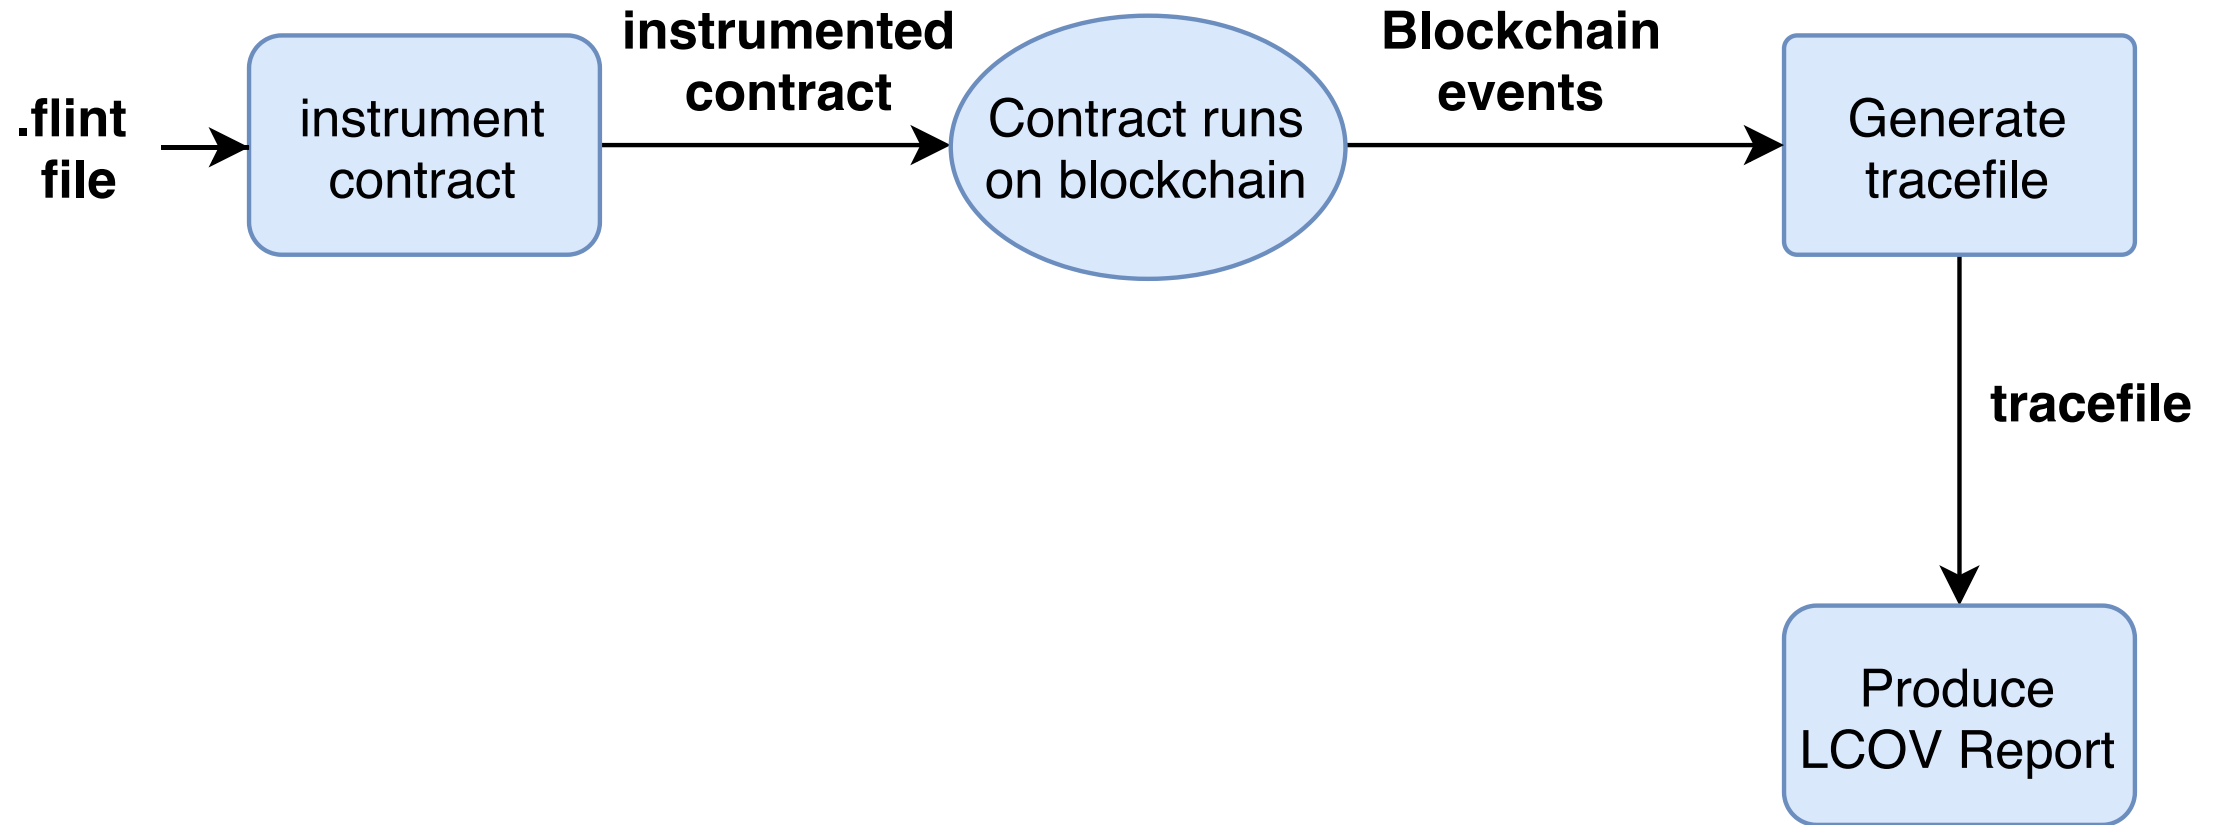 .flint
file
instrument
contract
instrumented
contract
Contract runs
on blockchain
Blockchain
events
Generate
tracefile
tracefile
Produce
LCOV Report